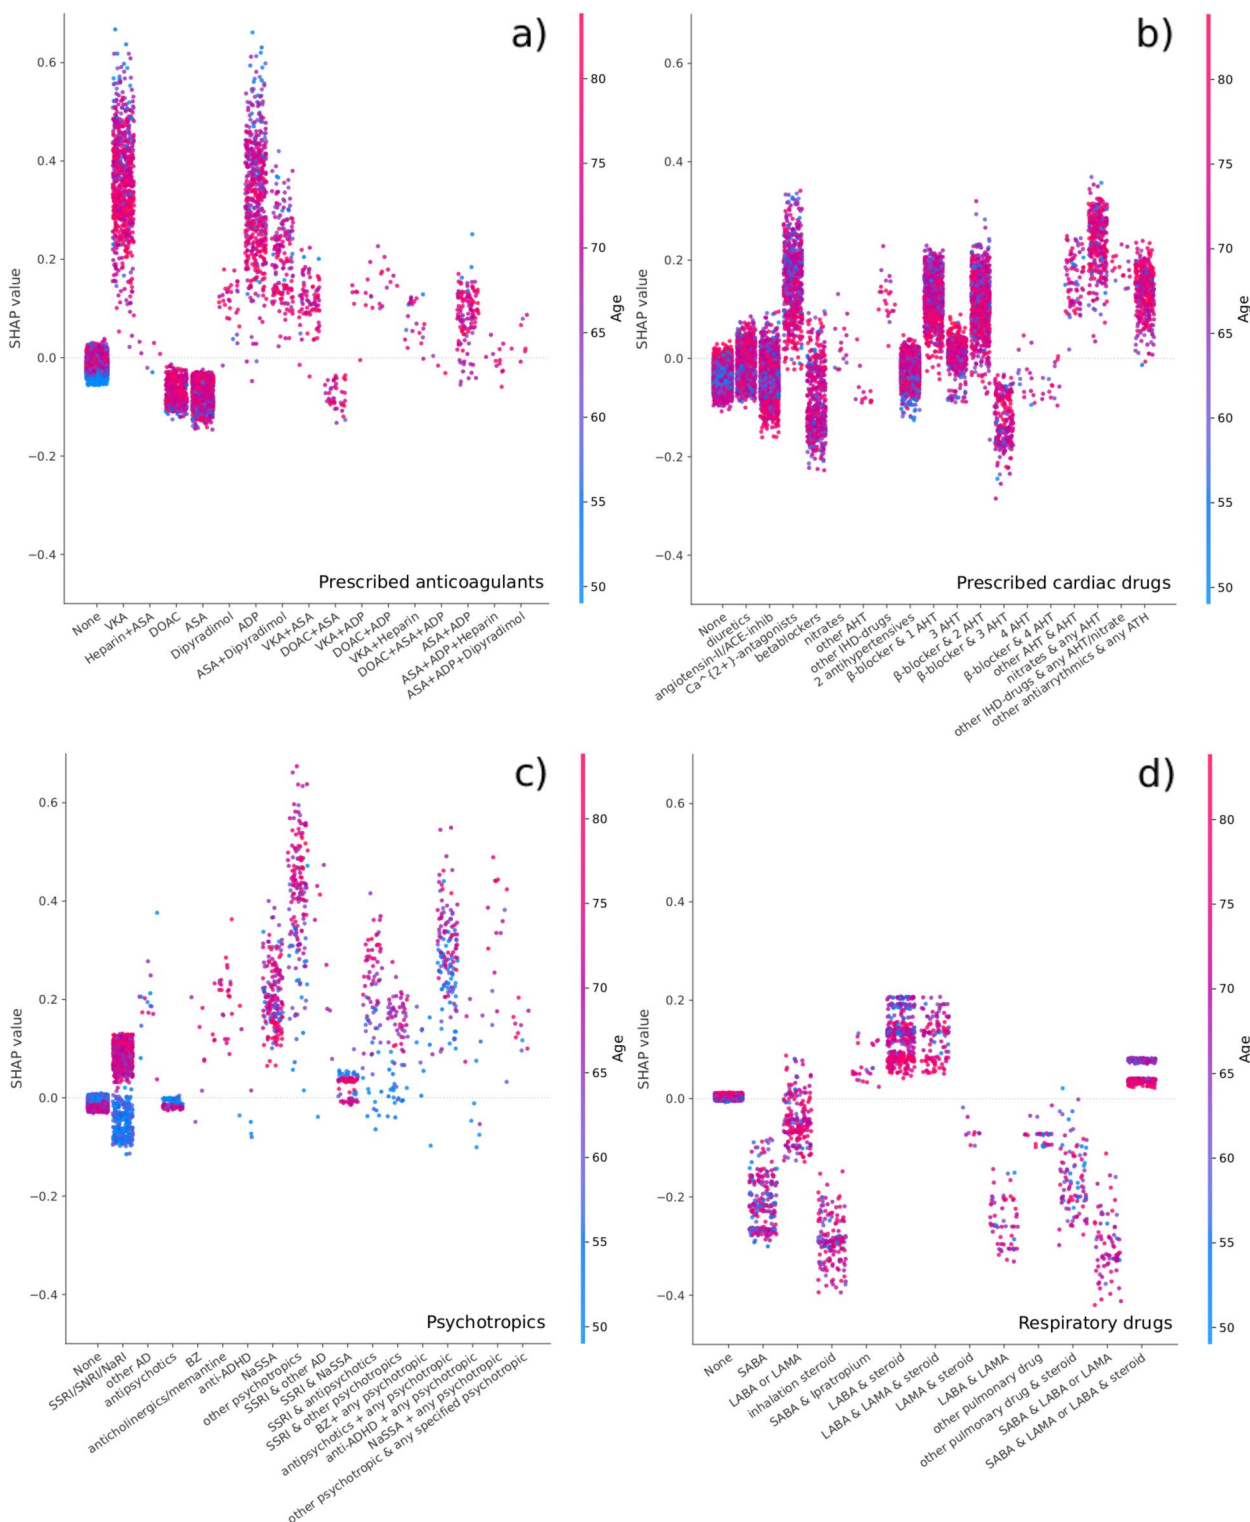 a)
SHAP value
0.6
0.4
0.2
0.0
−0.2
−0.4
Prescribed anticoagulants
None
VKA
Heparin+ASA
DOAC
ASA
Dipyradimol
ADP
ASA+Dipyradimol
VKA+ASA
DOAC+ASA
VKA+ADP
DOAC+ADP
VKA+Heparin
DOAC+ASA+ADP
ASA+ADP
ASA+ADP+Heparin
ASA+ADP+Dipyradimol
Age
80
75
70
65
60
55
50
b)
SHAP value
0.6
0.4
0.2
0.0
−0.2
−0.4
Prescribed cardiac drugs
None
diuretics
angiotensin-II/ACE-inhib
Ca^{2+}-antagonists
betablockers
nitrates
other AHT
other IHD-drugs
2 antihypertensives
β-blocker & 1 AHT
3 AHT
β-blocker & 2 AHT
β-blocker & 3 AHT
4 AHT
β-blocker & 4 AHT
other AHT & AHT
nitrates & any AHT
other IHD-drugs & any AHT/nitrate
other antiarrythmics & any ATH
Age
80
75
70
65
60
55
50
c)
SHAP value
0.6
0.4
0.2
0.0
−0.2
−0.4
Psychotropics
None
SSRI/SNRI/NaRI
other AD
antipsychotics
BZ
anticholinergics/memantine
anti-ADHD
NaSSA
other psychotropics
SSRI & other AD
SSRI & NaSSA
SSRI & antipsychotics
SSRI & other psychotropics
BZ+ any psychotropic
antipsychotics + any psychotropic
anti-ADHD + any psychotropic
NaSSA + any psychotropic
other psychotropic & any specified psychotropic
Age
80
75
70
65
60
55
50
d)
SHAP value
0.6
0.4
0.2
0.0
−0.2
−0.4
Respiratory drugs
None
SABA
LABA or LAMA
inhalation steroid
SABA & Ipratropium
LABA & steroid
LABA & LAMA & steroid
LAMA & steroid
LABA & LAMA
other pulmonary drug
other pulmonary drug & steroid
SABA & LABA or LAMA
SABA & LAMA or LABA & steroid
Age
80
75
70
65
60
55
50